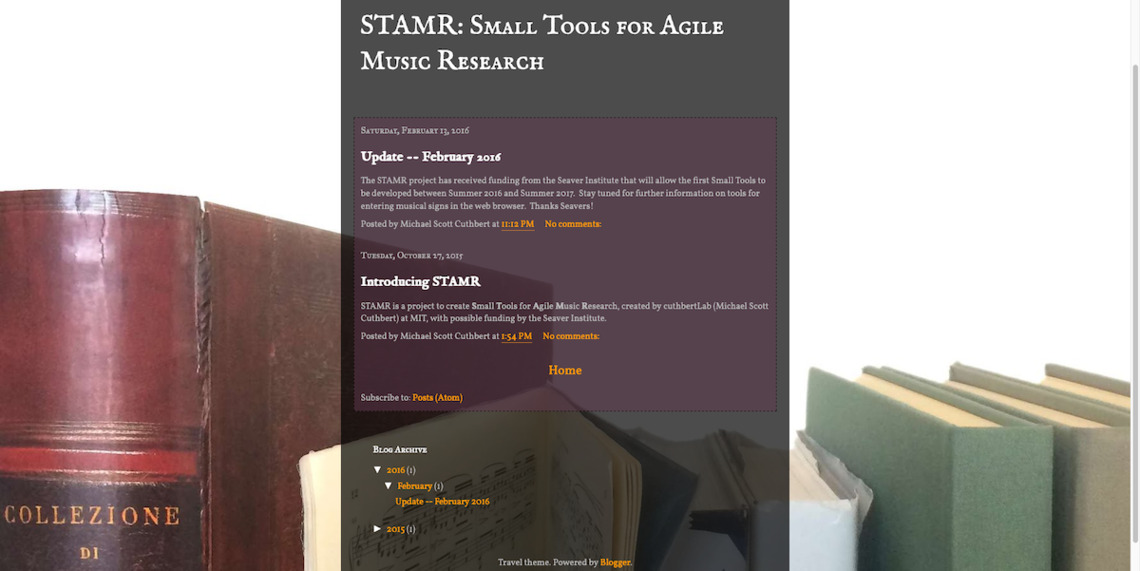 STAMR: Small Tools for Agile
Music Research
Saturday, February 13, 2016
Update -- February 2016
The STAMR project has received funding from the Seaver Institute that will allow the first Small Tools to
be developed between Summer 2016 and Summer 2017. Stay tuned for further information on tools for
entering musical signs in the web browser. Thanks Seavers!
Posted by Michael Scott Cuthbert at 11:12 PM No comments:
Tuesday, October 27, 2015
Introducing STAMR
STAMR is a project to create Small Tools for Agile Music Research, created by cuthbertLab (Michael Scott
Cuthbert) at MIT, with possible funding by the Seaver Institute.
Posted by Michael Scott Cuthbert at 1:54 PM No comments:
Home
Subscribe to: Posts (Atom)
Blog Archive
▼ 2016 (1)
▼ February (1)
Update -- February 2016
► 2015 (1)
COLLEZIONE
DI
Travel theme. Powered by Blogger.